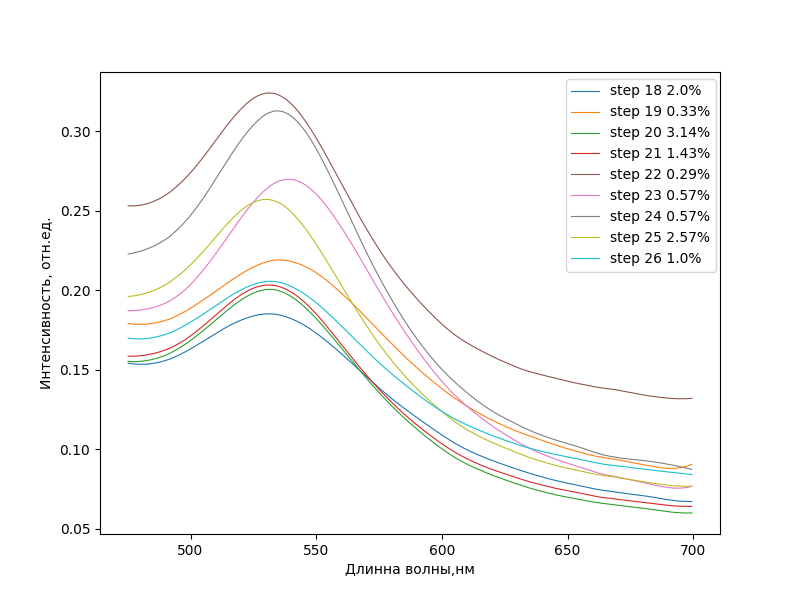 step 18 2.0%
step 19 0.33%
step 20 3.14%
step 21 1.43%
step 22 0.29%
step 23 0.57%
step 24 0.57%
step 25 2.57%
step 26 1.0%
0.30
0.25
0.20
0.15
0.10
0.05
Интенсивность, отн.ед.
500 550 600 650 700
Длинна волны,нм